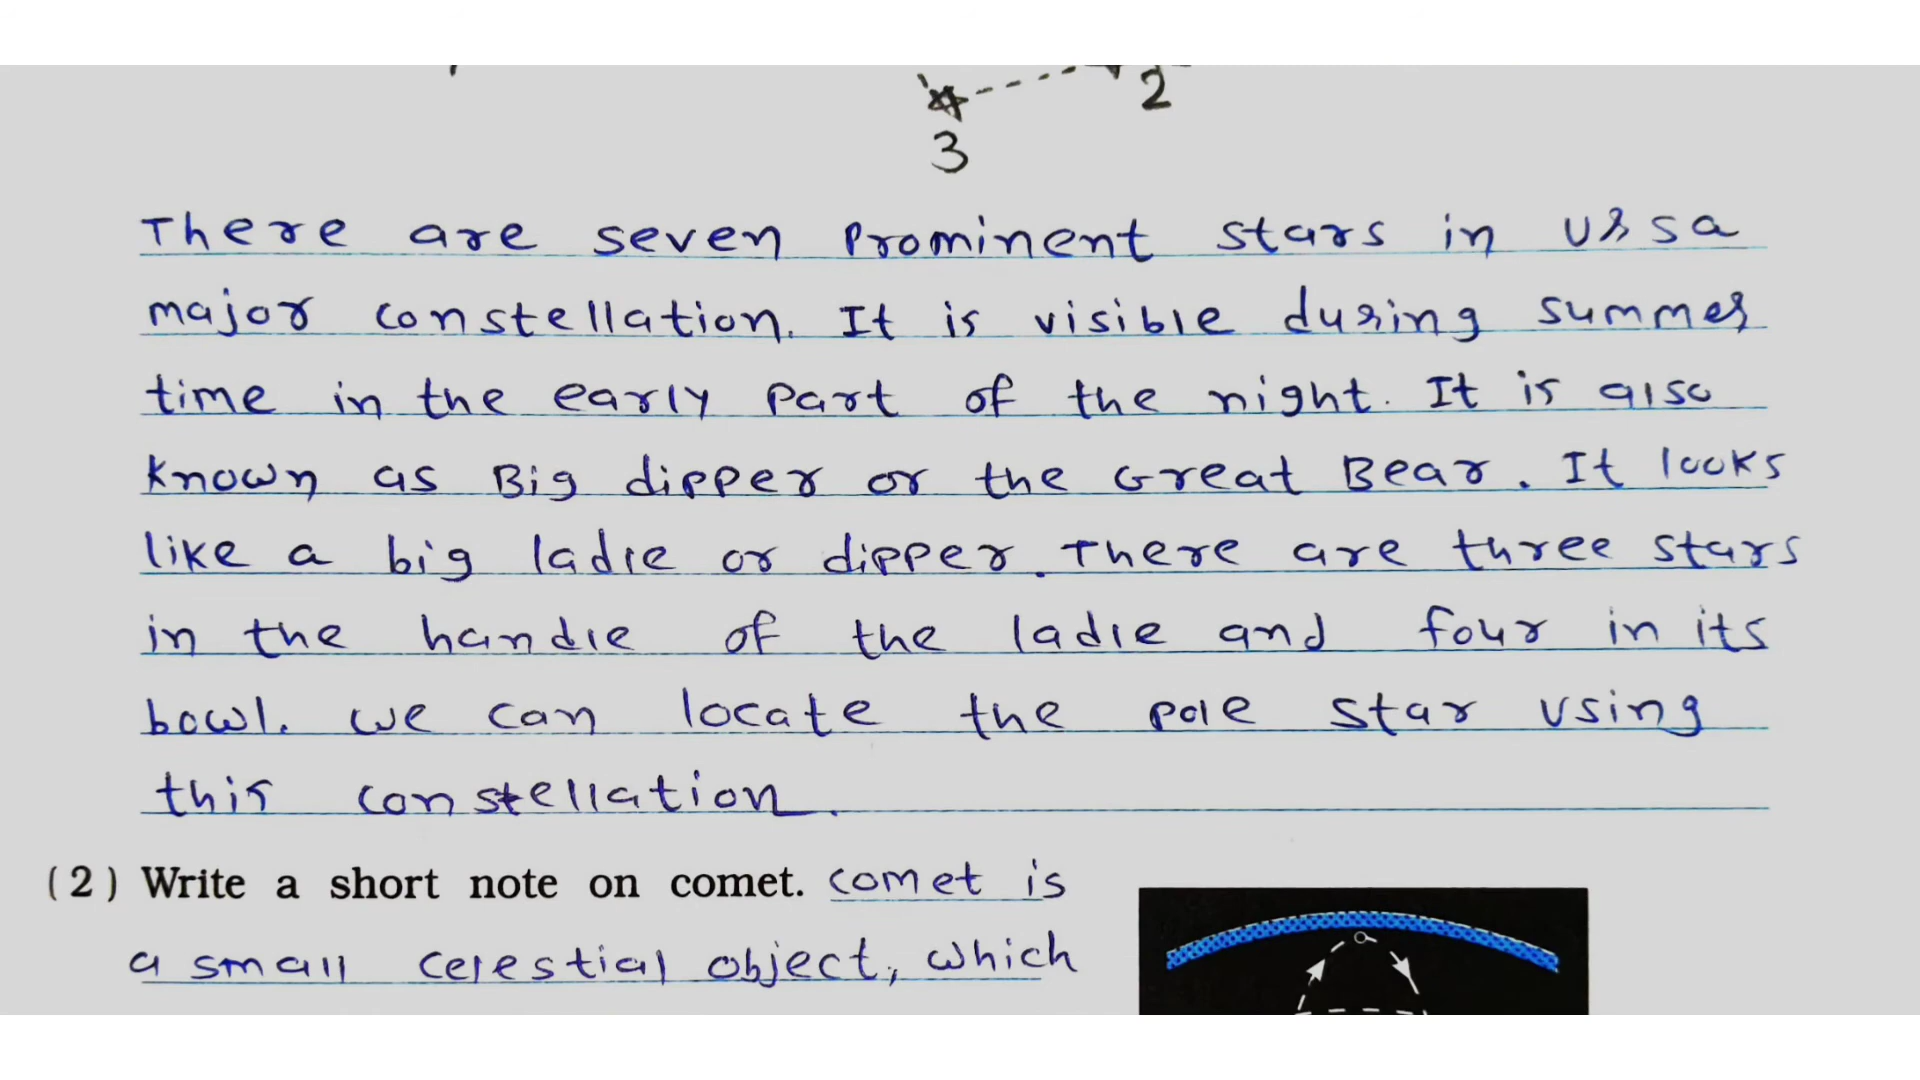 2
3
There are seven prominent stars in Ursa
major constellation. It is visible during summer
time in the early part of the night. It is also
known as Big dipper or the Great Bear. It looks
like a big ladle or dipper. There are three stars
in the handle of the ladle and four in its
bowl. we can locate the pole star using
this constellation.
(2) Write a short note on comet. comet is
a small celestial object, which